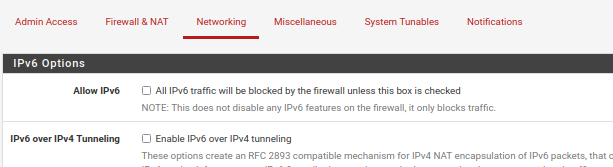 Admin Access Firewall & NAT Networking Miscellaneous System Tunables Notifications
IPv6 Options
Allow IPv6 All IPv6 traffic will be blocked by the firewall unless this box is checked
NOTE: This does not disable any IPv6 features on the firewall, it only blocks traffic.
IPv6 over IPv4 Tunneling Enable IPv6 over IPv4 tunneling
These options create an RFC 2893 compatible mechanism for IPv4 NAT encapsulation of IPv6 packets, that